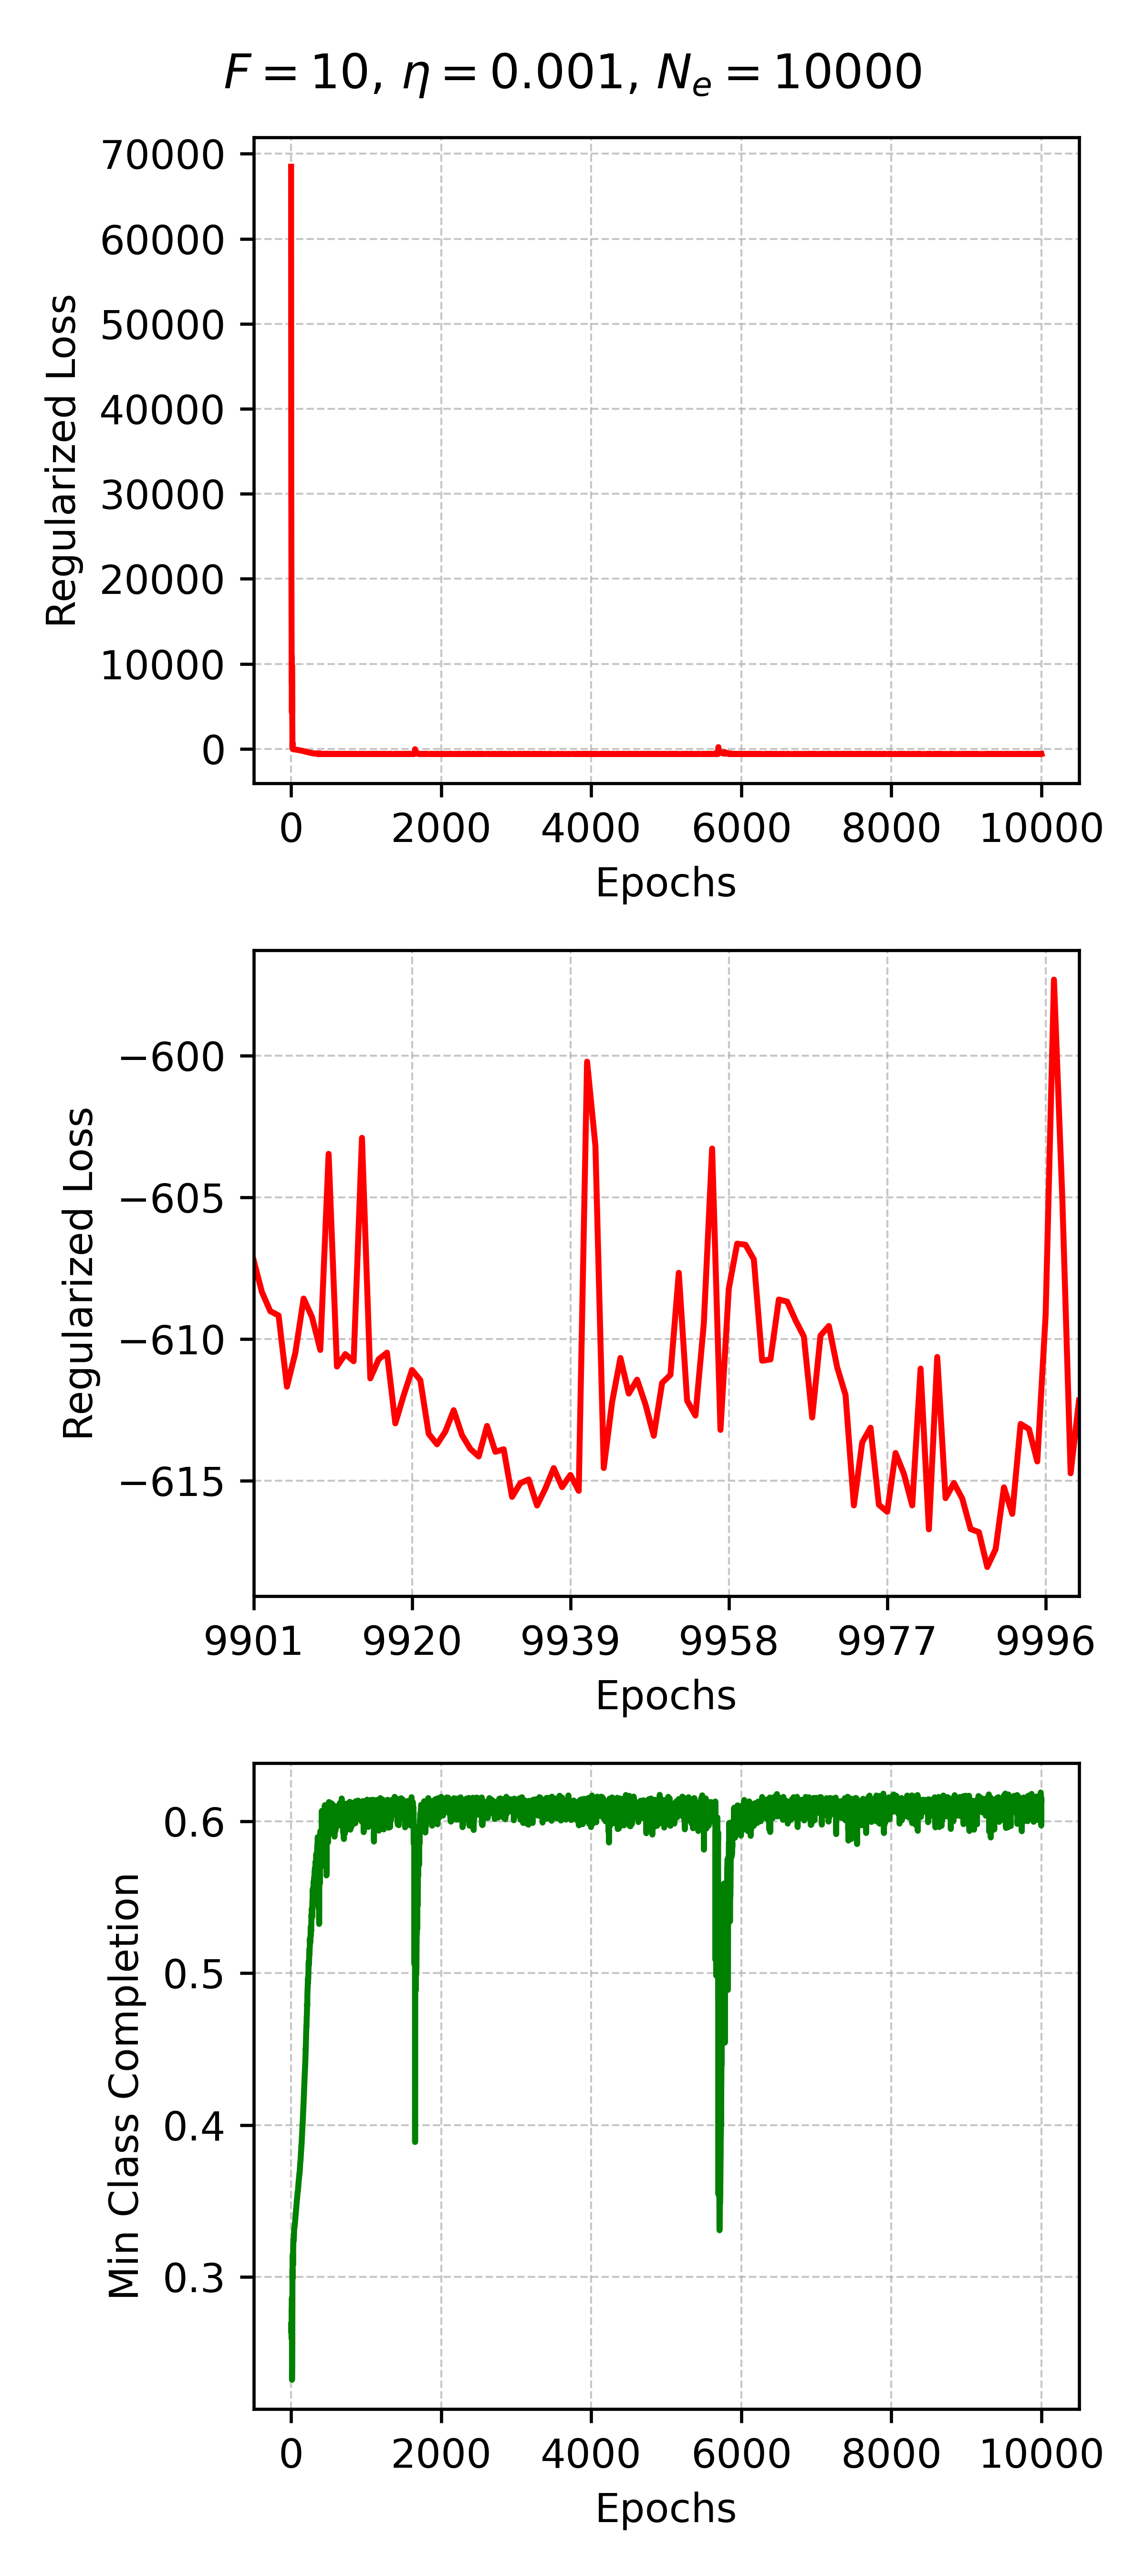 F = 10, η = 0.001, Nₑ = 10000
70000
60000
50000
40000
30000
20000
10000
0
Regularized Loss
0 2000 4000 6000 8000 10000
Epochs
−600
−605
−610
−615
Regularized Loss
9901 9920 9939 9958 9977 9996
Epochs
0.6
0.5
0.4
0.3
Min Class Completion
0 2000 4000 6000 8000 10000
Epochs